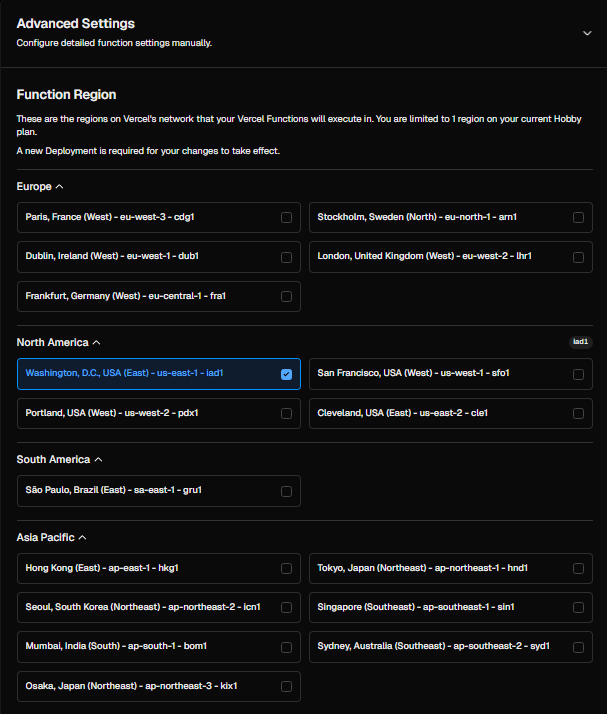 Advanced Settings
Configure detailed function settings manually.
Function Region
These are the regions on Vercel's network that your Vercel Functions will execute in. You are limited to 1 region on your current Hobby
plan.
A new Deployment is required for your changes to take effect.
Europe
Paris, France (West) - eu-west-3 - cdg1
Stockholm, Sweden (North) - eu-north-1 - arn1
Dublin, Ireland (West) - eu-west-1 - dub1
London, United Kingdom (West) - eu-west-2 - lhr1
Frankfurt, Germany (West) - eu-central-1 - fra1
North America
iad1
Washington, D.C., USA (East) - us-east-1 - iad1
San Francisco, USA (West) - us-west-1 - sfo1
Portland, USA (West) - us-west-2 - pdx1
Cleveland, USA (East) - us-east-2 - cle1
South America
São Paulo, Brazil (East) - sa-east-1 - gru1
Asia Pacific
Hong Kong (East) - ap-east-1 - hkg1
Tokyo, Japan (Northeast) - ap-northeast-1 - hnd1
Seoul, South Korea (Northeast) - ap-northeast-2 - icn1
Singapore (Southeast) - ap-southeast-1 - sin1
Mumbai, India (South) - ap-south-1 - bom1
Sydney, Australia (Southeast) - ap-southeast-2 - syd1
Osaka, Japan (Northeast) - ap-northeast-3 - kix1